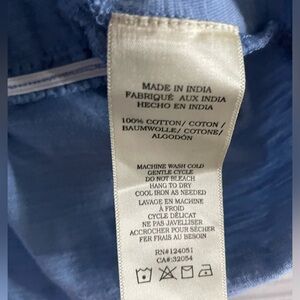 MADE IN INDIA
FABRIQUÉ AUX INDIA
HECHO EN INDIA
100% COTTON/ COTON /
BAUMWOLLE/ COTONE/
ALGODÓN
MACHINE WASH COLD
GENTLE CYCLE
DO NOT BLEACH
HANG TO DRY
COOL IRON AS NEEDED
LAVAGE EN MACHINE
À FROID
CYCLE DÉLICAT
NE PAS JAVELLISER
ACCROCHER POUR SÉCHER
FER FRAIS AU BESOIN
RN#124051
CA#:32054